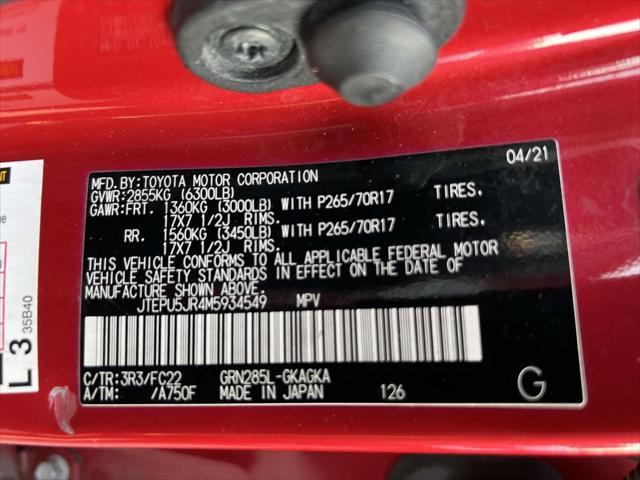 04/21
MFD. BY: TOYOTA MOTOR CORPORATION
GVWR: 2855KG (6300LB)
GAWR: FRT. 1360KG (3000LB) WITH P265/70R17 TIRES.
17X7 1/2J RIMS.
RR. 1560KG (3450LB) WITH P265/70R17 TIRES.
17X7 1/2J RIMS.
THIS VEHICLE CONFORMS TO ALL APPLICABLE FEDERAL MOTOR
VEHICLE SAFETY STANDARDS IN EFFECT ON THE DATE OF
MANUFACTURE SHOWN ABOVE.
JTEPU5JR4M5934549 MPV
C/TR: 3R3/FC22 GRN285L-GKAGKA
A/TM: /A750F MADE IN JAPAN 126 G
L 3
35B40